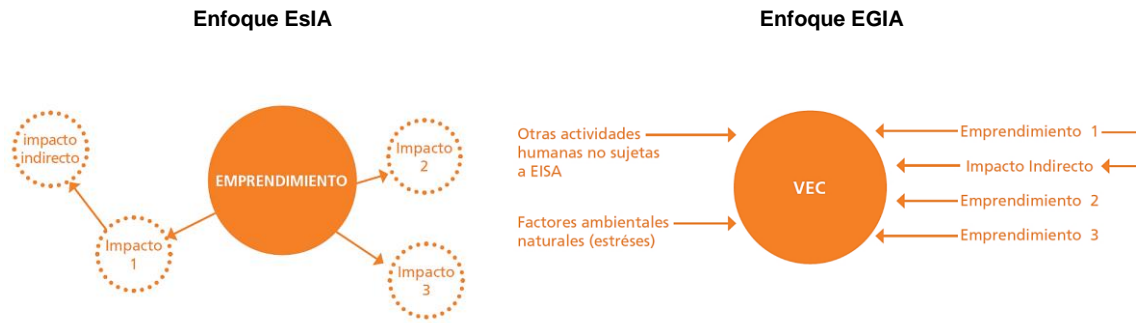 Enfoque EsIA
impacto
indirecto
Impacto
1
EMPRENDIMIENTO
Impacto
2
Impacto
3
Enfoque EGIA
Otras actividades
humanas no sujetas
a EISA
Factores ambientales
naturales (estréses)
VEC
Emprendimiento 1
Impacto Indirecto
Emprendimiento 2
Emprendimiento 3